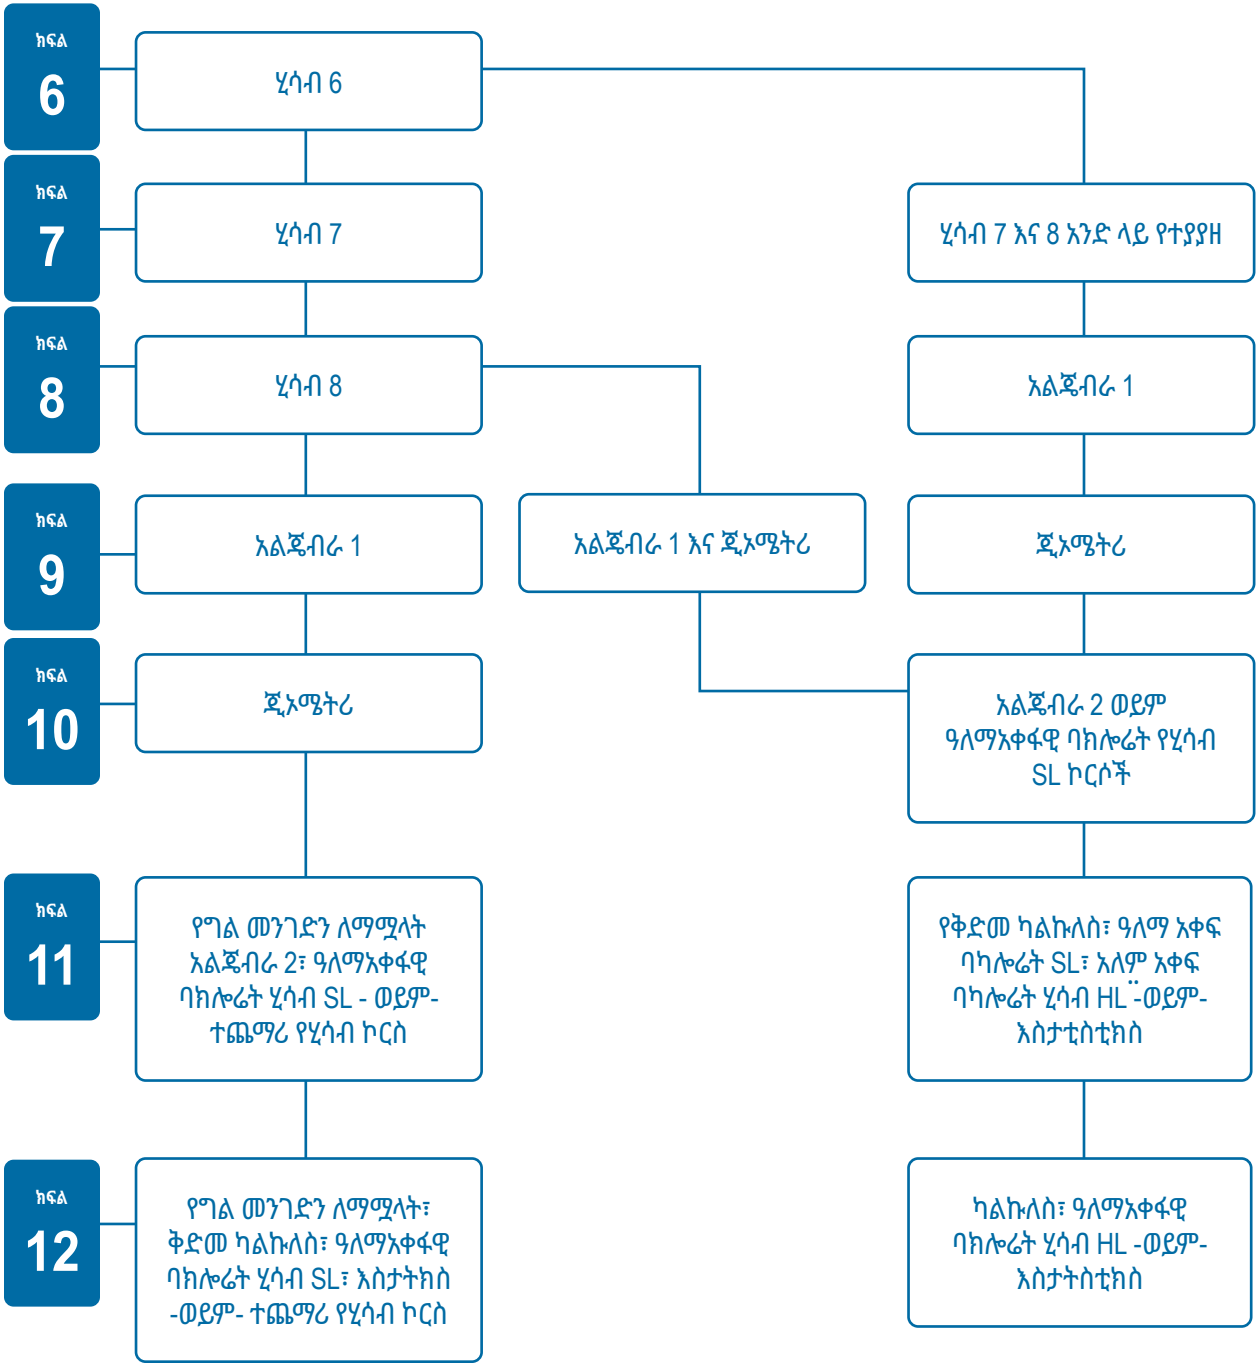 ክፍል
6
ሂሳብ 6
ክፍል
7
ሂሳብ 7
ሂሳብ 7 እና 8 አንድ ላይ የተያያዘ
ክፍል
8
ሂሳብ 8
አልጄብራ 1
ክፍል
9
አልጄብራ 1
አልጄብራ 1 እና ጂኦሜትሪ
ጂኦሜትሪ
ክፍል
10
ጂኦሜትሪ
አልጄብራ 2 ወይም
ዓለማአቀፋዊ ባክሎሬት የሂሳብ
SL ኮርሶች
ክፍል
11
የግል መንገድን ለማሟላት
አልጄብራ 2፣ ዓለማአቀፋዊ
ባክሎሬት ሂሳብ SL - ወይም-
ተጨማሪ የሂሳብ ኮርስ
የቅድመ ካልኩለስ፣ ዓለማ አቀፍ
ባካሎሬት SL፣ አለም አቀፍ
ባካሎሬት ሂሳብ HL ̈-ወይም-
እስታቲስቲክስ
ክፍል
12
የግል መንገድን ለማሟላት፣
ቅድመ ካልኩለስ፣ ዓለማአቀፋዊ
ባክሎሬት ሂሳብ SL፣ እስታትክስ
-ወይም- ተጨማሪ የሂሳብ ኮርስ
ካልኩለስ፣ ዓለማአቀፋዊ
ባክሎሬት ሂሳብ HL -ወይም-
እስታትስቲክስ